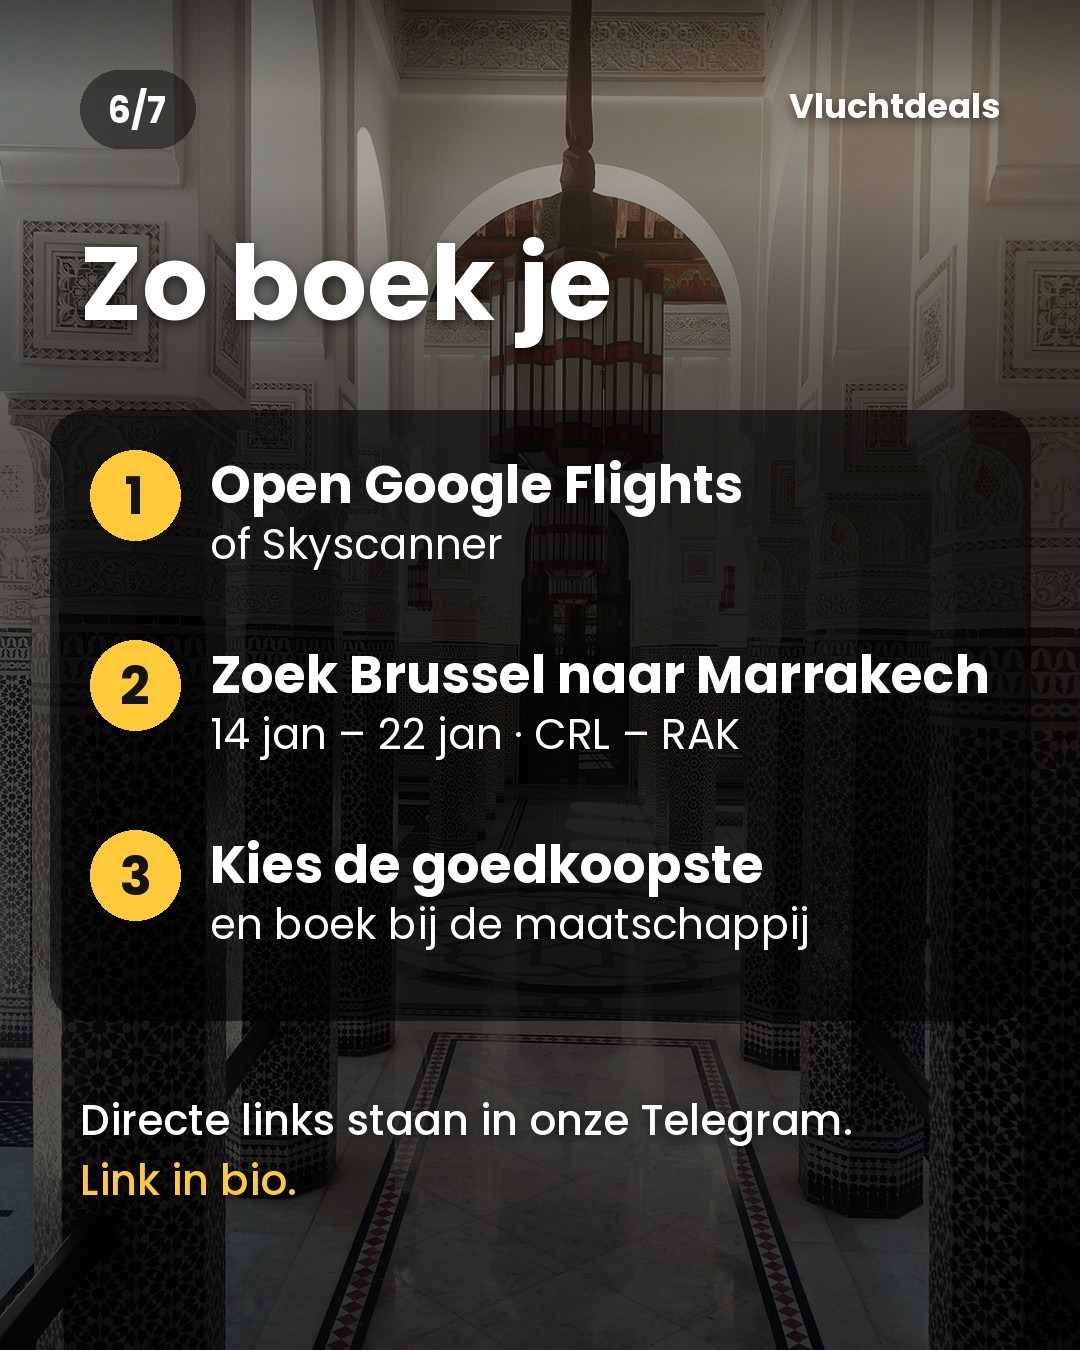 6/7
Vluchtdeals
Zo boek je
1
Open Google Flights
of Skyscanner
2
Zoek Brussel naar Marrakech
14 jan – 22 jan · CRL – RAK
3
Kies de goedkoopste
en boek bij de maatschappij
Directe links staan in onze Telegram.
Link in bio.